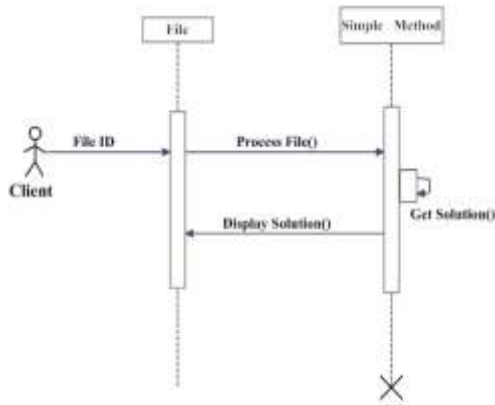 File
Simple Method
File ID
Process File()
Client
Get Solution()
Display Solution()